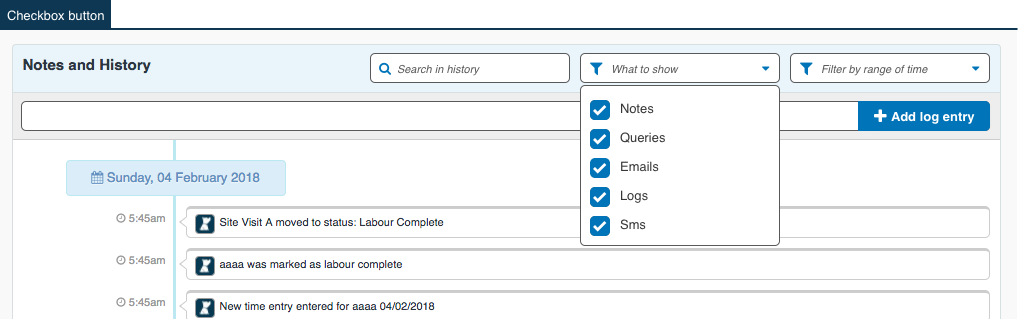 Checkbox button
Notes and History
Search in history
What to show
Filter by range of time
Add log entry
Notes
Queries
Emails
Logs
Sms
Sunday, 04 February 2018
5:45am
Site Visit A moved to status: Labour Complete
5:45am
aaaa was marked as labour complete
5:45am
New time entry entered for aaaa 04/02/2018